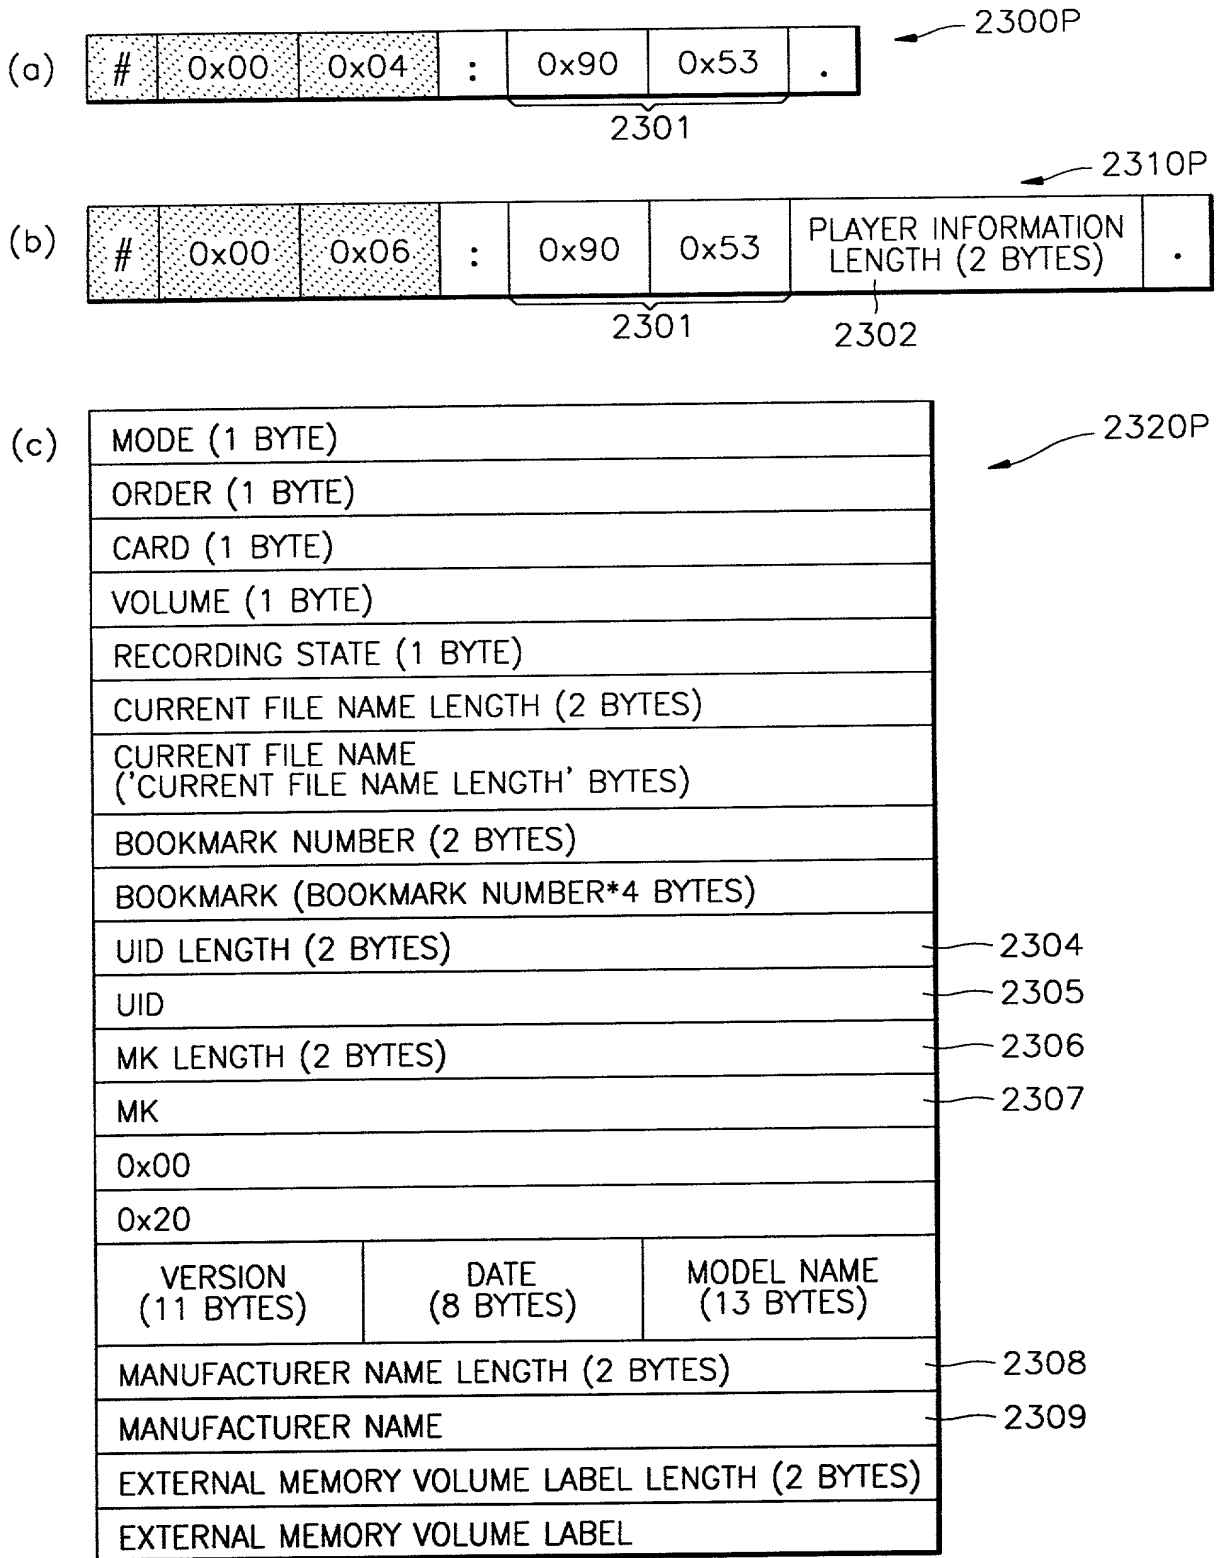 2300P
(a) # 0x00 0x04 : 0x90 0x53 .
2301
2310P
(b) # 0x00 0x06 : 0x90 0x53 PLAYER INFORMATION LENGTH (2 BYTES) .
2301 2302
(c) 2320P
MODE (1 BYTE)
ORDER (1 BYTE)
CARD (1 BYTE)
VOLUME (1 BYTE)
RECORDING STATE (1 BYTE)
CURRENT FILE NAME LENGTH (2 BYTES)
CURRENT FILE NAME
('CURRENT FILE NAME LENGTH' BYTES)
BOOKMARK NUMBER (2 BYTES)
BOOKMARK (BOOKMARK NUMBER*4 BYTES)
UID LENGTH (2 BYTES) 2304
UID 2305
MK LENGTH (2 BYTES) 2306
MK 2307
0x00
0x20
VERSION DATE MODEL NAME
(11 BYTES) (8 BYTES) (13 BYTES)
MANUFACTURER NAME LENGTH (2 BYTES) 2308
MANUFACTURER NAME 2309
EXTERNAL MEMORY VOLUME LABEL LENGTH (2 BYTES)
EXTERNAL MEMORY VOLUME LABEL